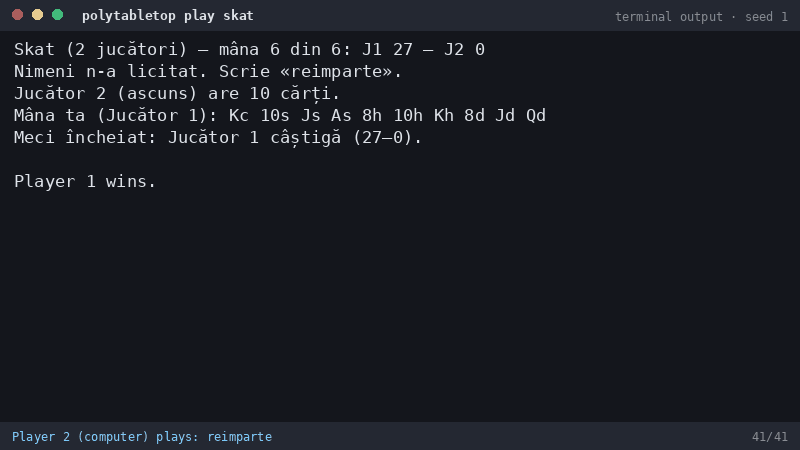 polytabletop play skat
terminal output · seed 1
Skat (2 jucători) — mâna 6 din 6: J1 27 — J2 0
Nimeni n-a licitat. Scrie «reimparte».
Jucător 2 (ascuns) are 10 cărți.
Mâna ta (Jucător 1): Kc 10s Js As 8h 10h Kh 8d Jd Qd
Meci încheiat: Jucător 1 câștigă (27—0).
Player 1 wins.
Player 2 (computer) plays: reimparte
41/41